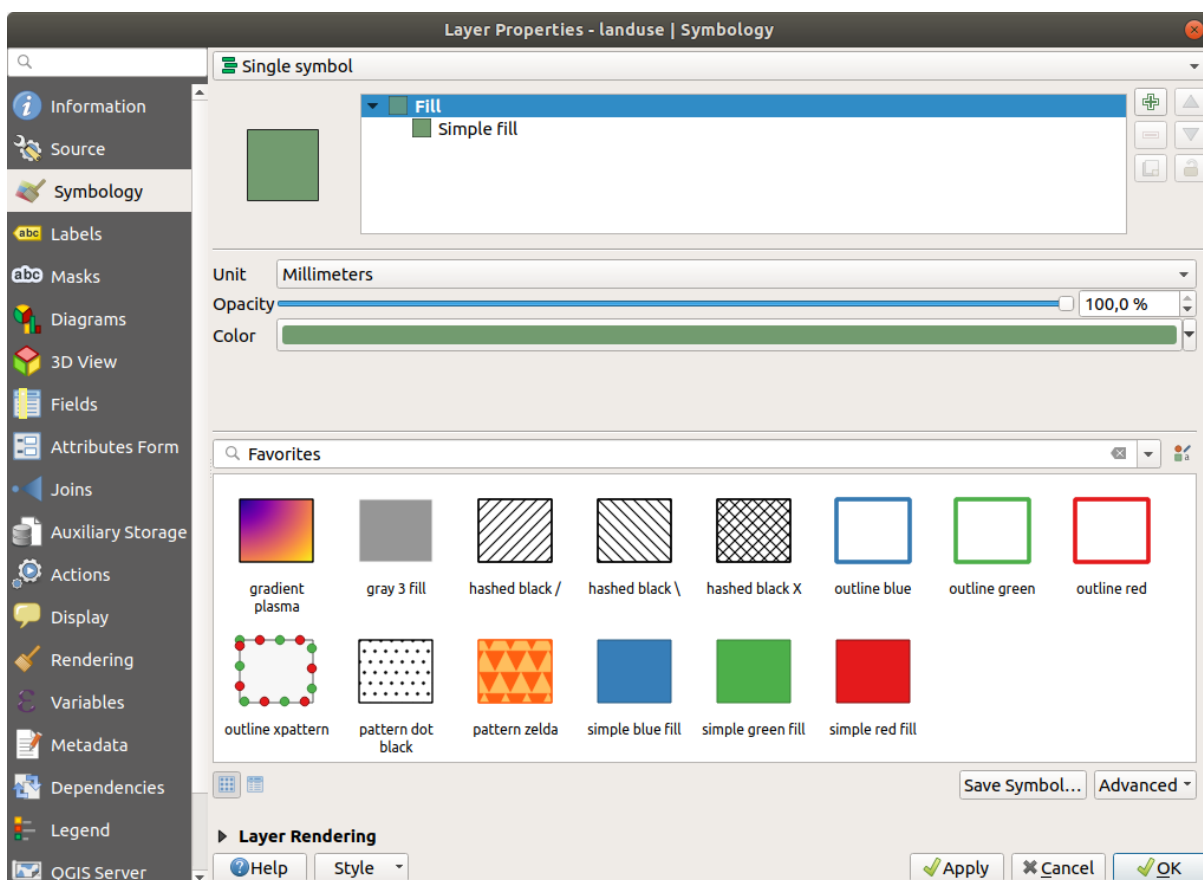 Layer Properties - landuse | Symbology
Information
Source
Symbology
abc Labels
abc Masks
Diagrams
3D View
Fields
Attributes Form
Joins
Auxiliary Storage
Actions
Display
Rendering
Variables
Metadata
Dependencies
Legend
QGIS Server
Single symbol
Fill
Simple fill
Unit Millimeters
Opacity 100,0 %
Color
Favorites
gradient plasma
gray 3 fill
hashed black /
hashed black \
hashed black X
outline blue
outline green
outline red
outline xpattern
pattern dot black
pattern zelda
simple blue fill
simple green fill
simple red fill
Save Symbol... Advanced
Layer Rendering
Help Style Apply Cancel OK